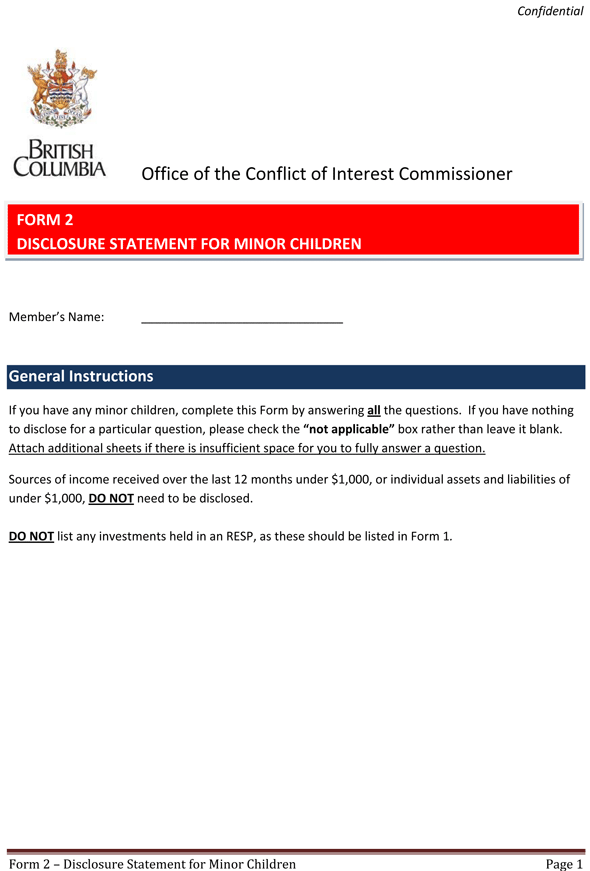 Confidential
BRITISH
COLUMBIA
Office of the Conflict of Interest Commissioner
FORM 2
DISCLOSURE STATEMENT FOR MINOR CHILDREN
Member’s Name: ________________________________
General Instructions
If you have any minor children, complete this Form by answering all the questions. If you have nothing
to disclose for a particular question, please check the “not applicable” box rather than leave it blank.
Attach additional sheets if there is insufficient space for you to fully answer a question.
Sources of income received over the last 12 months under $1,000, or individual assets and liabilities of
under $1,000, DO NOT need to be disclosed.
DO NOT list any investments held in an RESP, as these should be listed in Form 1.
Form 2 – Disclosure Statement for Minor Children Page 1